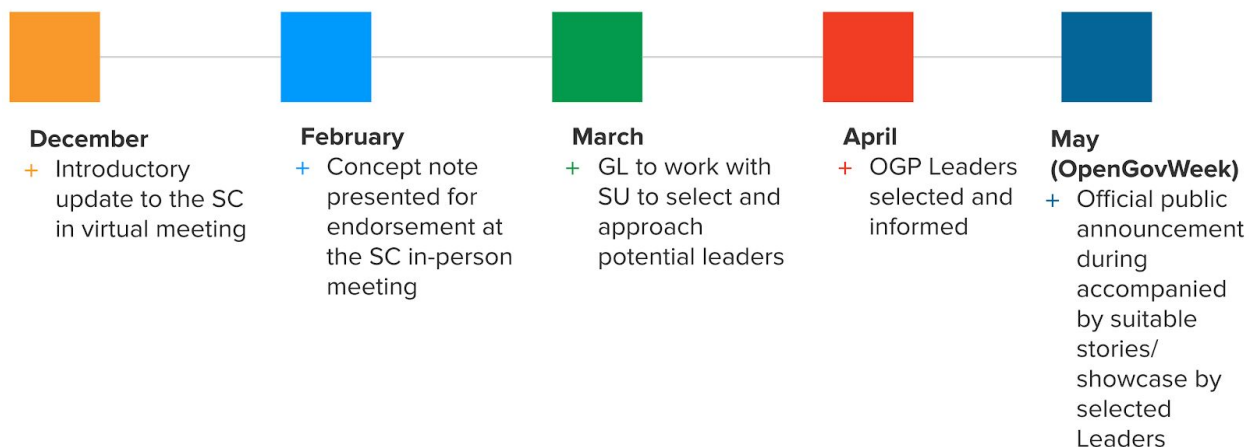 December
+ Introductory
update to the SC
in virtual meeting
February
+ Concept note
presented for
endorsement at
the SC in-person
meeting
March
+ GL to work with
SU to select and
approach
potential leaders
April
+ OGP Leaders
selected and
informed
May
(OpenGovWeek)
+ Official public
announcement
during
accompanied
by suitable
stories/
showcase by
selected
Leaders